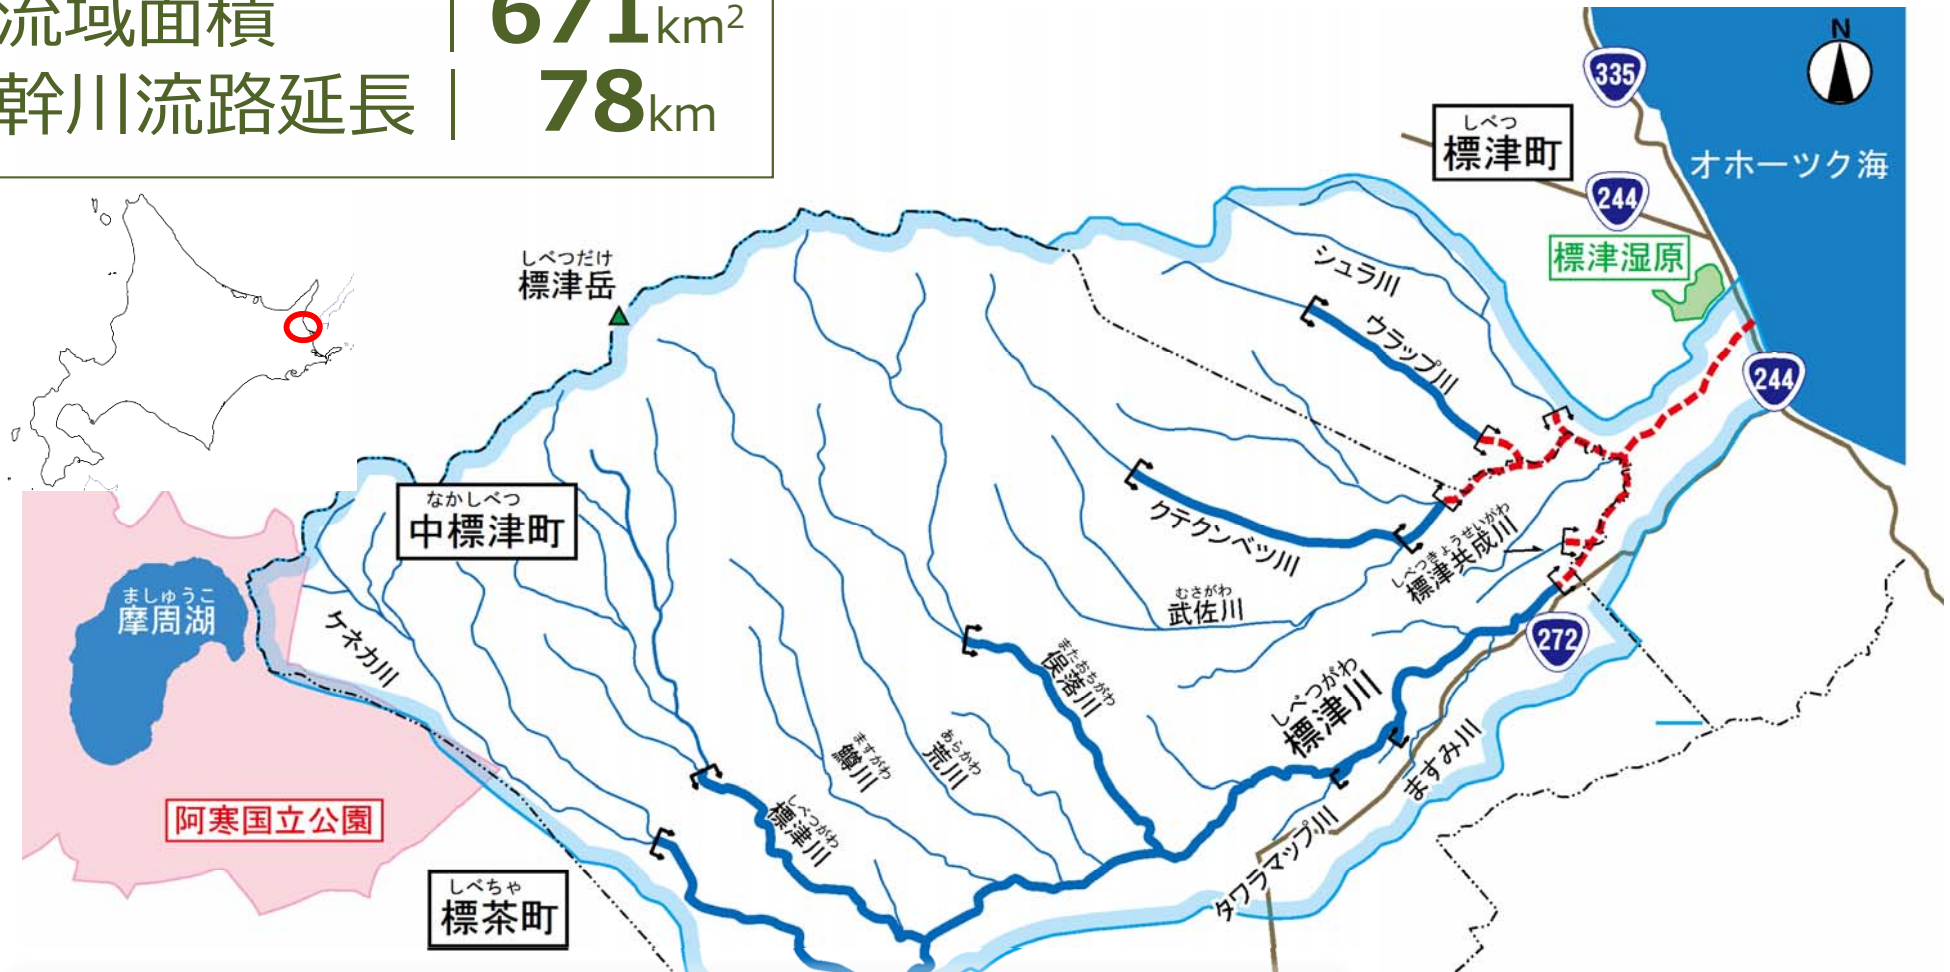 流域面積 | 671km²
幹川流路延長 | 78km
N
335
しべつ
標津町
オホーツク海
244
標津湿原
しべつだけ
標津岳
シュラ川
ウラップ川
244
なかしべつ
中標津町
クテクンベツ川
しべつきょうせいがわ
標津共成川
ましゅうこ
摩周湖
むさがわ
武佐川
ケネカ川
272
またおちがわ
俣落川
しべつがわ
標津川
ますがわ
鱒川
あらかわ
荒川
ますみ川
しべつがわ
標津川
阿寒国立公園
タワラマップ川
しべちゃ
標茶町